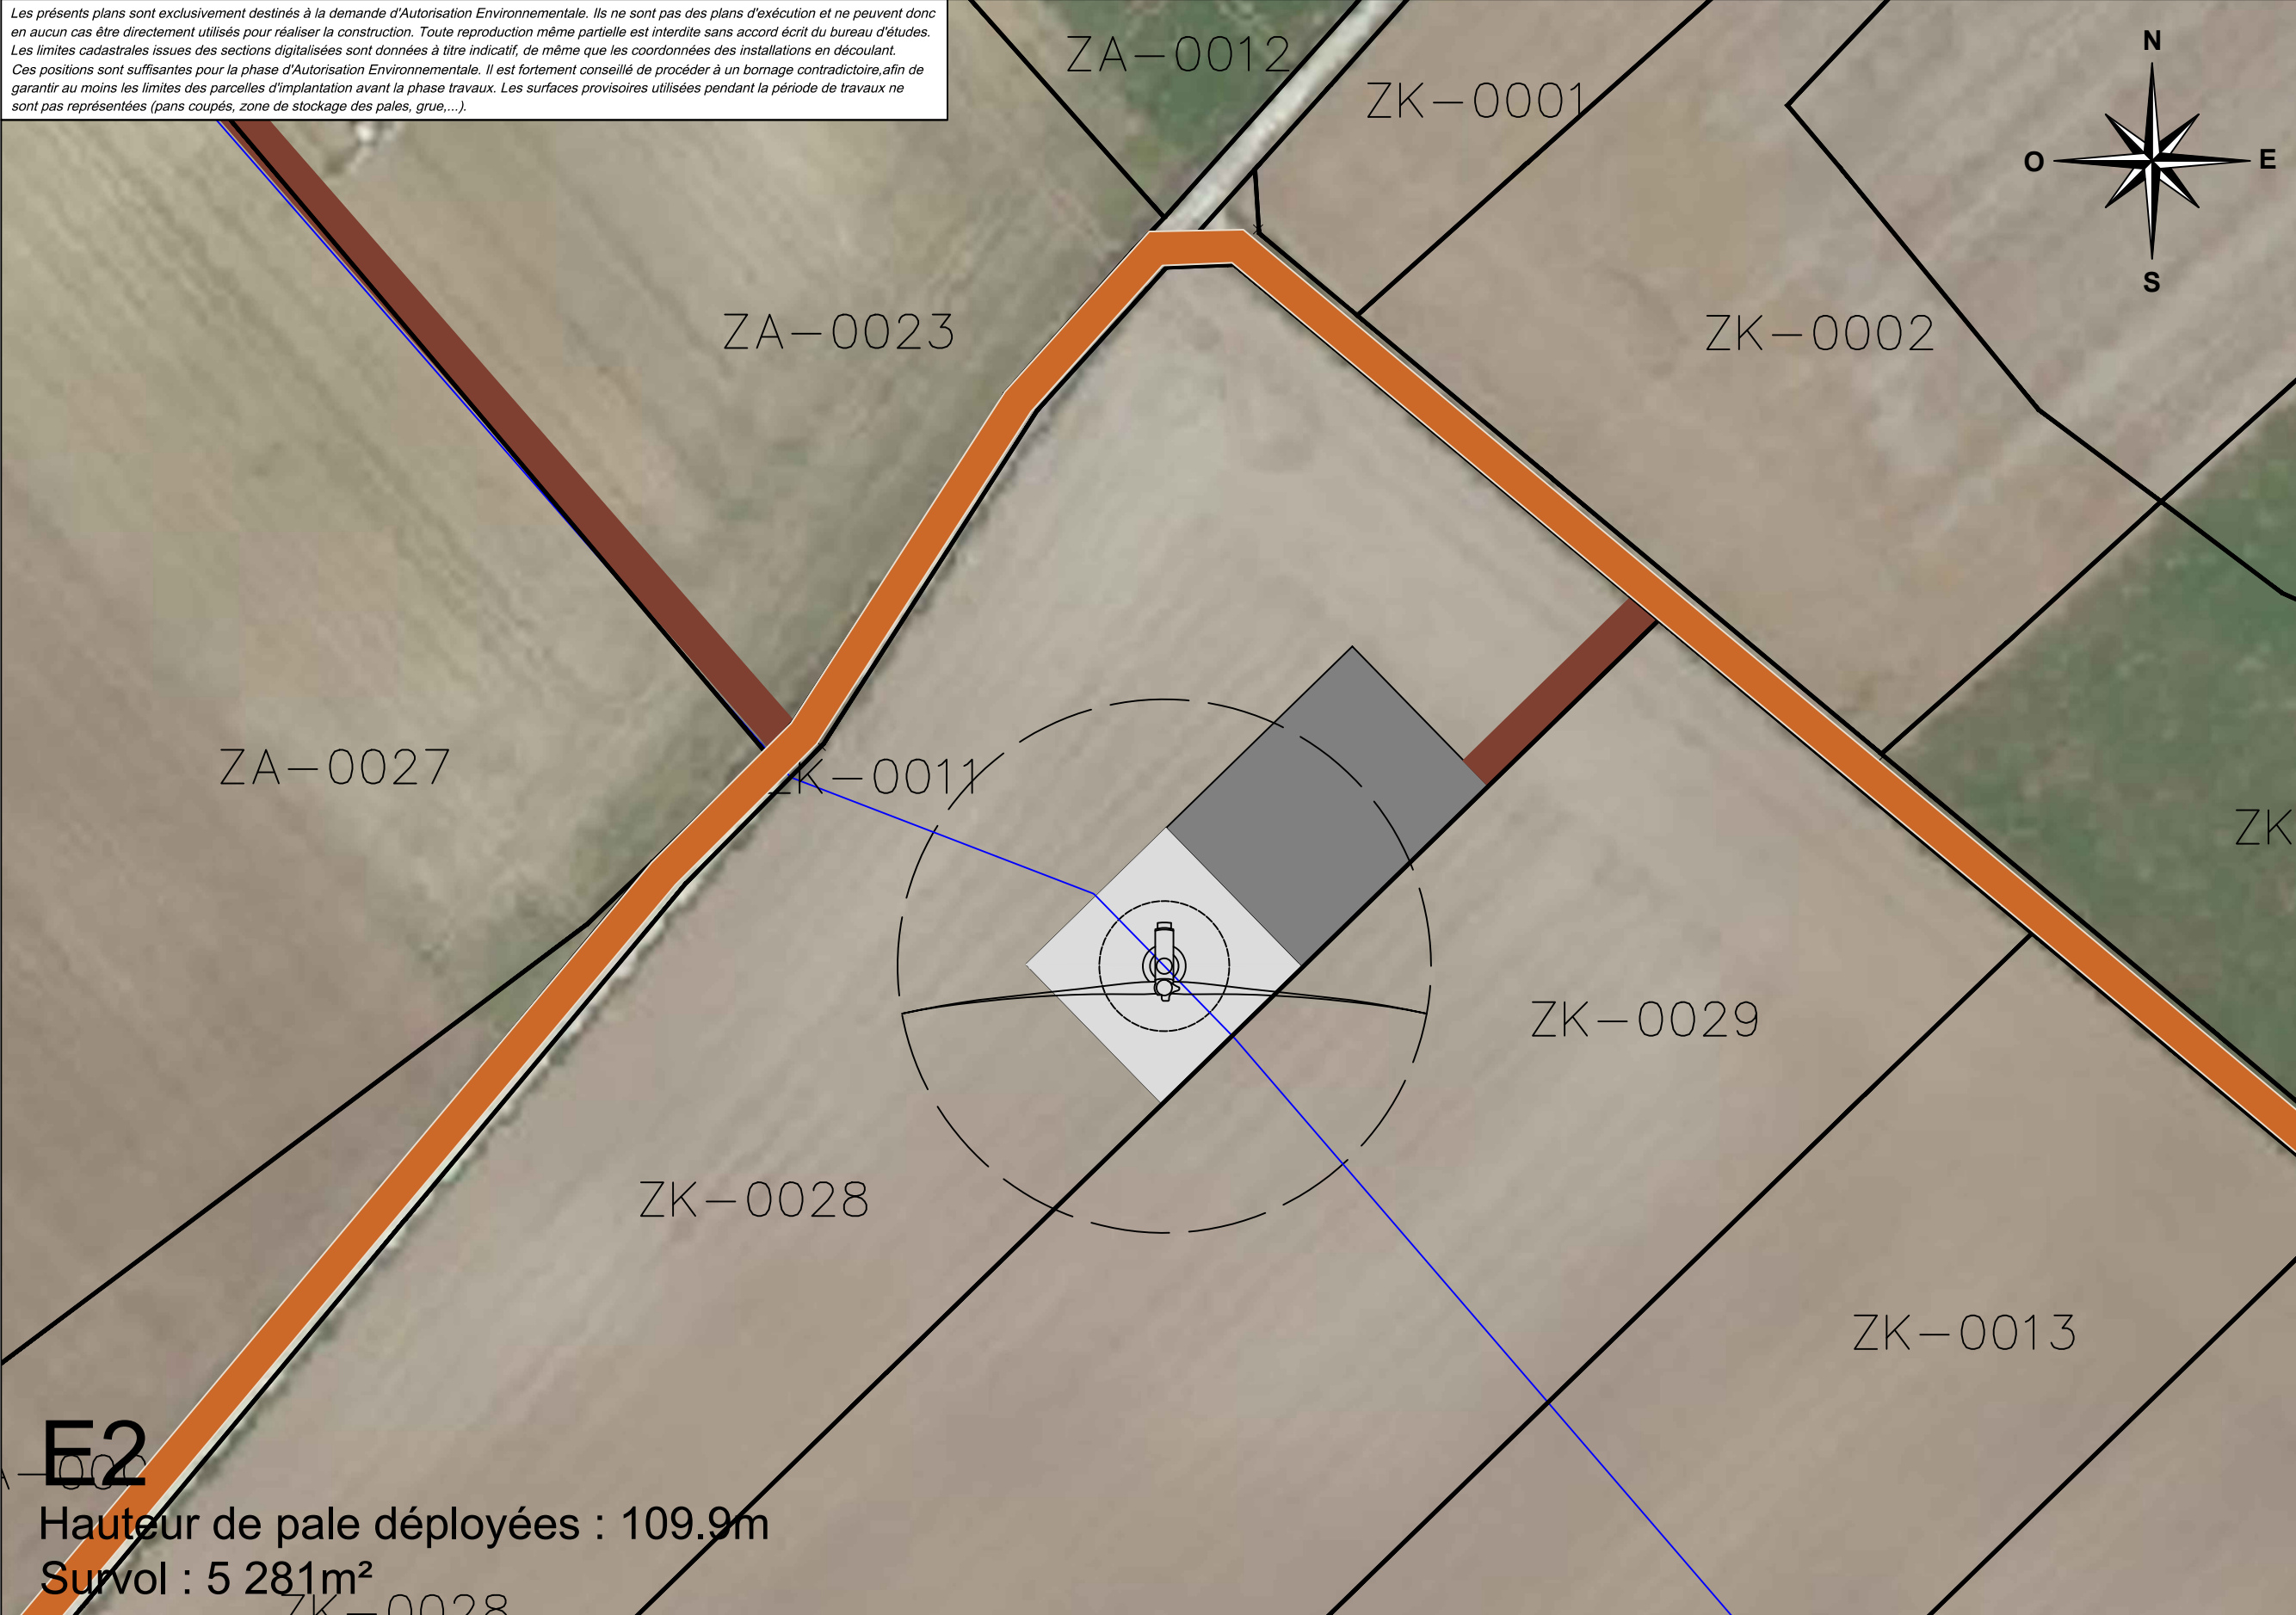 Les présents plans sont exclusivement destinés à la demande d'Autorisation Environnementale. Ils ne sont pas des plans d'exécution et ne peuvent donc
en aucun cas être directement utilisés pour réaliser la construction. Toute reproduction même partielle est interdite sans accord écrit du bureau d'études.
Les limites cadastrales issues des sections digitalisées sont données à titre indicatif, de même que les coordonnées des installations en découlant.
Ces positions sont suffisantes pour la phase d'Autorisation Environnementale. Il est fortement conseillé de procéder à un bornage contradictoire,afin de
garantir au moins les limites des parcelles d'implantation avant la phase travaux. Les surfaces provisoires utilisées pendant la période de travaux ne
sont pas représentées (pans coupés, zone de stockage des pales, grue,...).
ZA-0012
ZK-0001
N
O
E
S
ZA-0023
ZK-0002
ZA-0027
ZK-0011
ZK
ZK-0029
ZK-0028
ZK-0013
E2
Hauteur de pale déployées : 109.9m
Survol : 5 281m²
ZK-0028